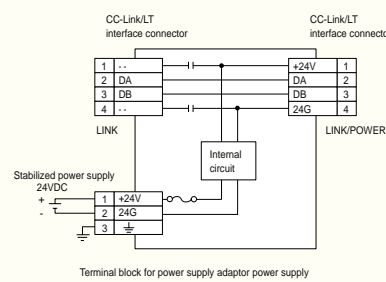 CC-Link/LT
interface connector
CC-Link/LT
interface connecto
1 - -
2 DA
3 DB
4 - -
LINK
+24V 1
DA 2
DB 3
24G 4
LINK/POWER
Internal
circuit
Stabilized power supply
24VDC
+
-
1 +24V
2 24G
3
Terminal block for power supply adaptor power supply